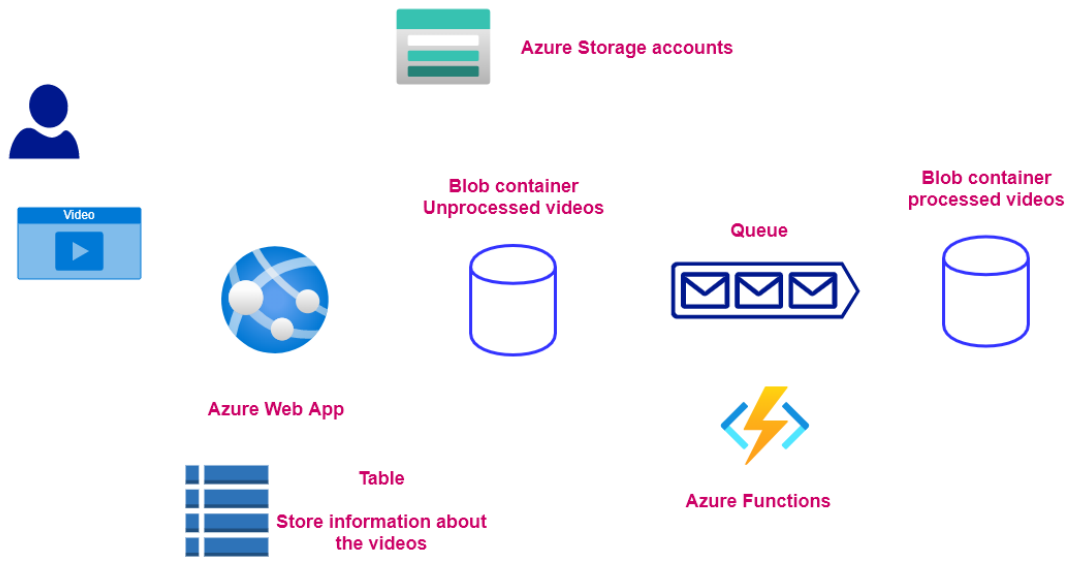 Azure Storage accounts
Video
Blob container
Unprocessed videos
Queue
Blob container
processed videos
Azure Web App
Table
Store information about
the videos
Azure Functions